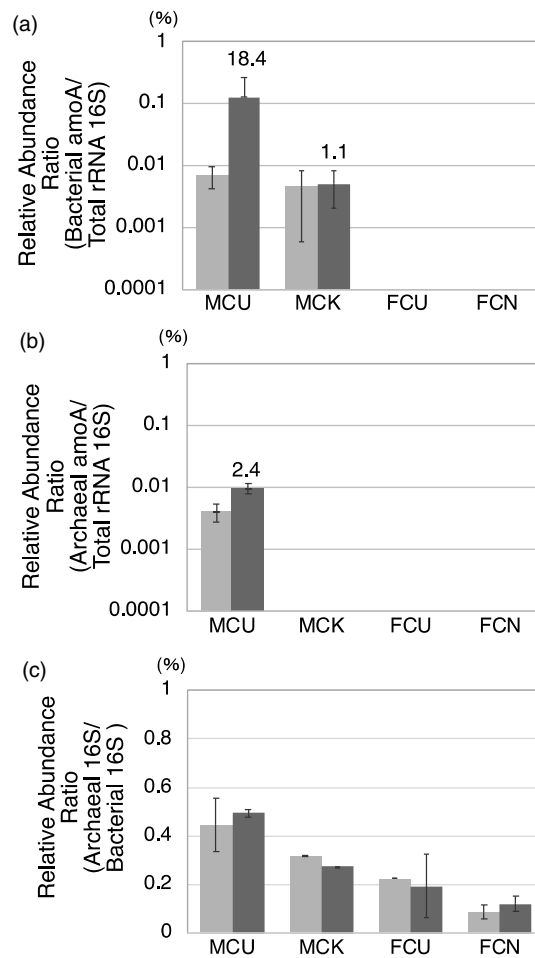 (a)
(%)
Relative Abundance
Ratio
(Bacterial amoA/
Total rRNA 16S)
1
0.1
0.01
0.001
0.0001
18.4
1.1
MCU MCK FCU FCN
(b)
(%)
Relative Abundance
Ratio
(Archaeal amoA/
Total rRNA 16S)
1
0.1
0.01
0.001
0.0001
2.4
MCU MCK FCU FCN
(c)
(%)
Relative Abundance
Ratio
(Archaeal 16S/
Bacterial 16S )
1
0.8
0.6
0.4
0.2
0
MCU MCK FCU FCN